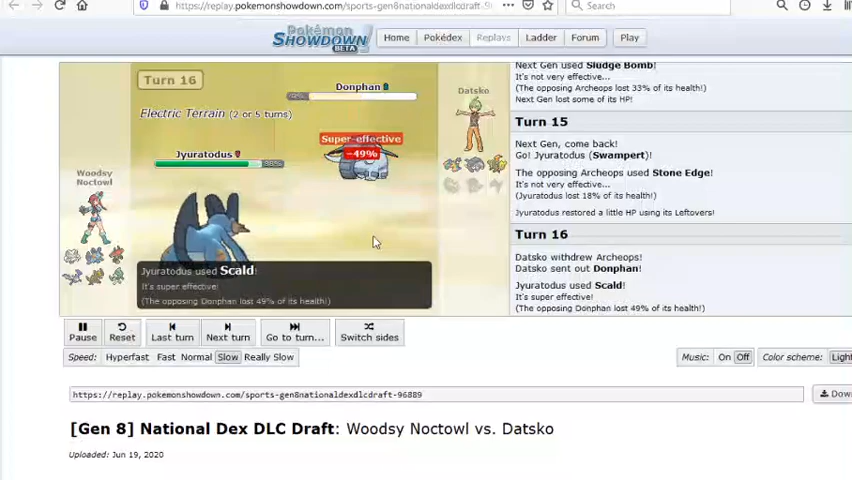 https://replay.pokemonshowdown.com/sports-gen8nationaldexdlcdraft-9
Search
Pokémon
SHOWDOWN
BETA
Home
Pokédex
Replays
Ladder
Forum
Play
Turn 16
Electric Terrain (2 or 5 turns)
Donphan
Super-effective
−49%
Jyuratodus
Woodsy
Noctowl
Datsko
Jyuratodus used Scald!
It's super effective!
(The opposing Donphan lost 49% of its health!)
Next Gen used Sludge Bomb!
It's not very effective...
(The opposing Archeops lost 33% of its health!)
Next Gen lost some of its HP!
Turn 15
Next Gen, come back!
Go! Jyuratodus (Swampert)!
The opposing Archeops used Stone Edge!
It's not very effective...
(Jyuratodus lost 18% of its health!)
Jyuratodus restored a little HP using its Leftovers!
Turn 16
Datsko withdrew Archeops!
Datsko sent out Donphan!
Jyuratodus used Scald!
It's super effective!
(The opposing Donphan lost 49% of its health!)
Pause
Reset
Last turn
Next turn
Go to turn...
Switch sides
Speed: Hyperfast Fast Normal Slow Really Slow
Music: On Off
Color scheme: Light
https://replay.pokemonshowdown.com/sports-gen8nationaldexdlcdraft-96889
Down
[Gen 8] National Dex DLC Draft: Woodsy Noctowl vs. Datsko
Uploaded: Jun 19, 2020